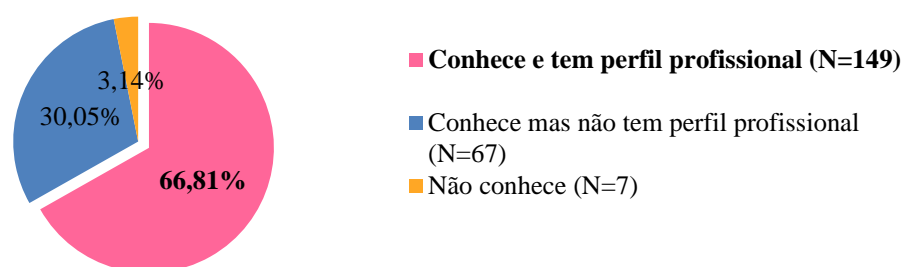 3,14%
30,05%
66,81%
Conhece e tem perfil profissional (N=149)
Conhece mas não tem perfil profissional
(N=67)
Não conhece (N=7)